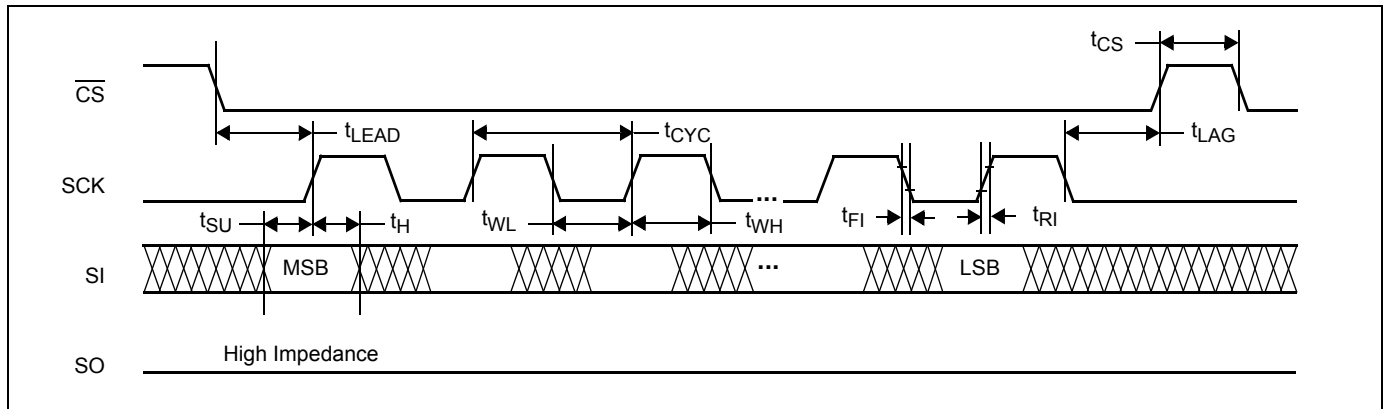 tCS
CS
tLEAD
tCYC
tLAG
SCK
...
tSU
tH
tWL
tWH
tFI
tRI
SI
MSB
...
LSB
SO
High Impedance